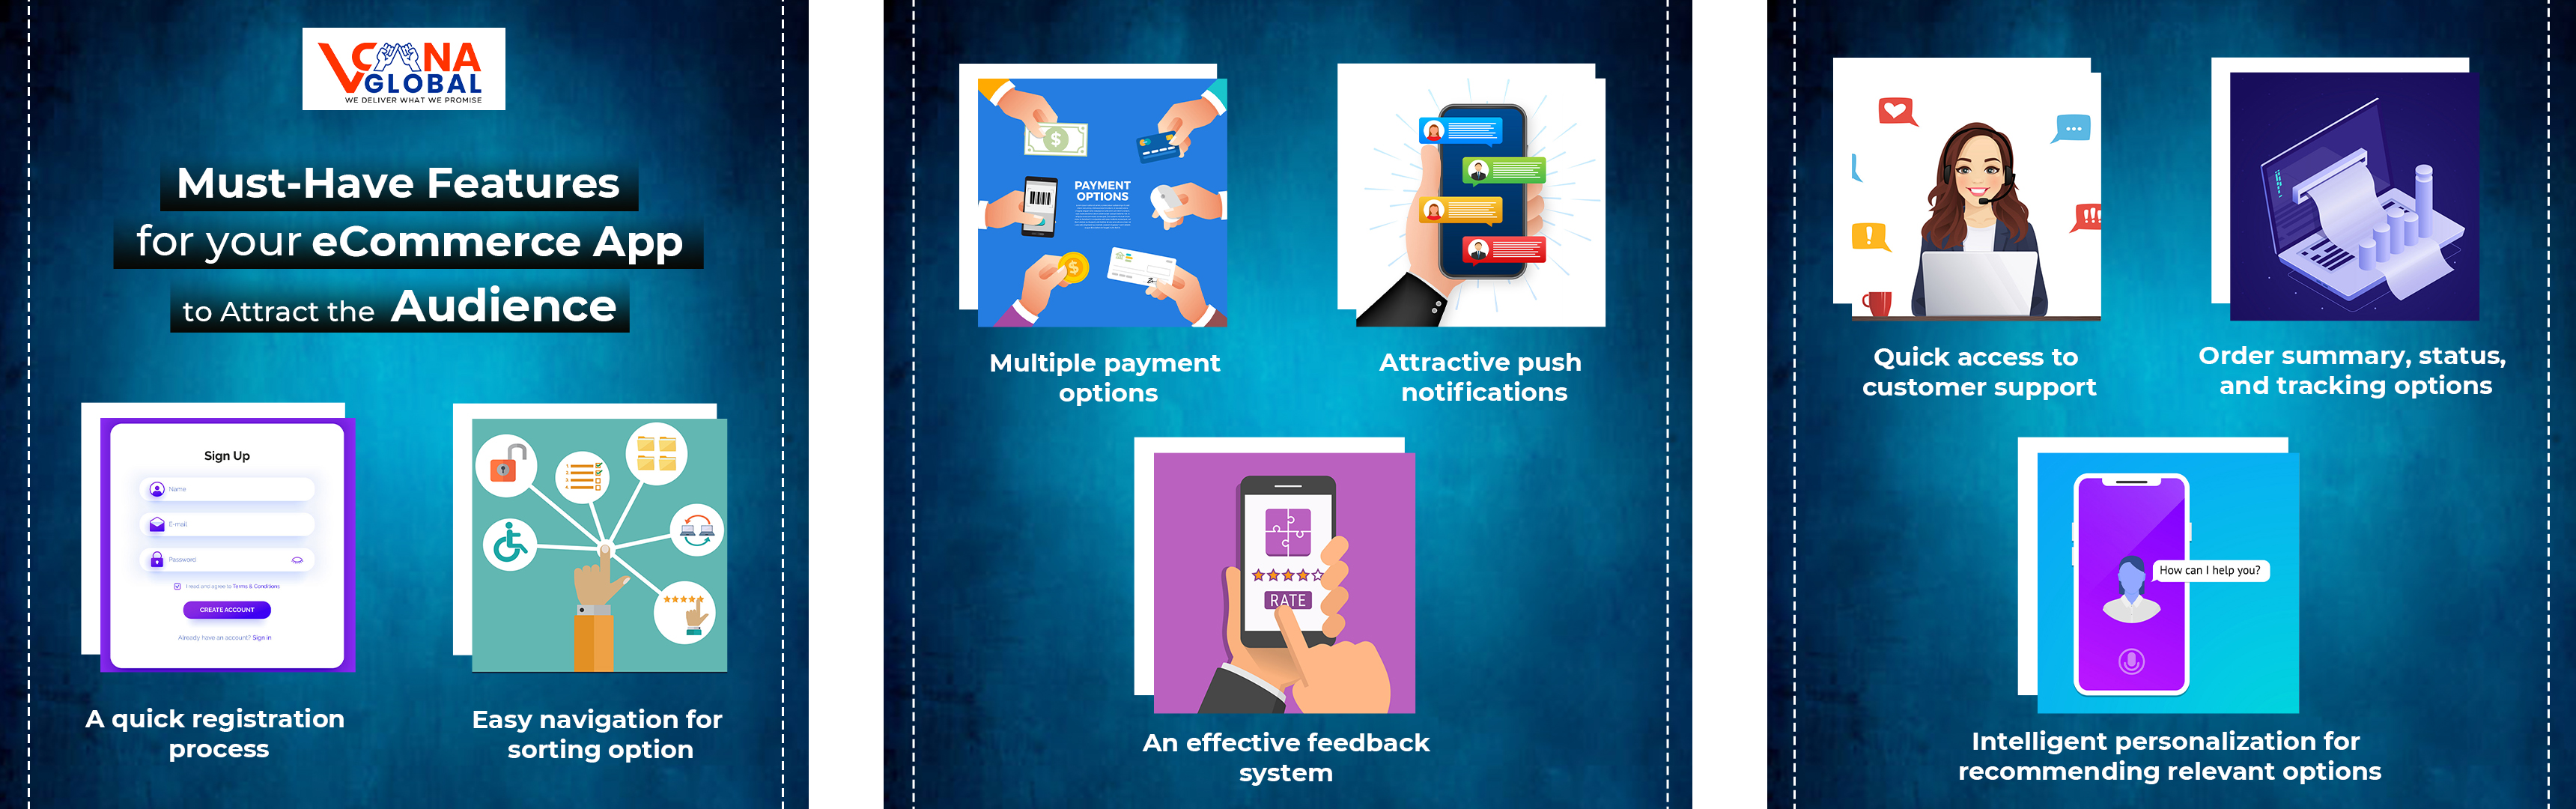 VCANA
GLOBAL
WE DELIVER WHAT WE PROMISE
Must-Have Features
for your eCommerce App
to Attract the Audience
Sign Up
Name
E-mail
Password
I read and agree to Terms & Conditions
CREATE ACCOUNT
Already have an account? Sign in
A quick registration
process
Easy navigation for
sorting option
PAYMENT
OPTIONS
Multiple payment
options
Attractive push
notifications
RATE
An effective feedback
system
Quick access to
customer support
Order summary, status,
and tracking options
How can I help you?
Intelligent personalization for
recommending relevant options